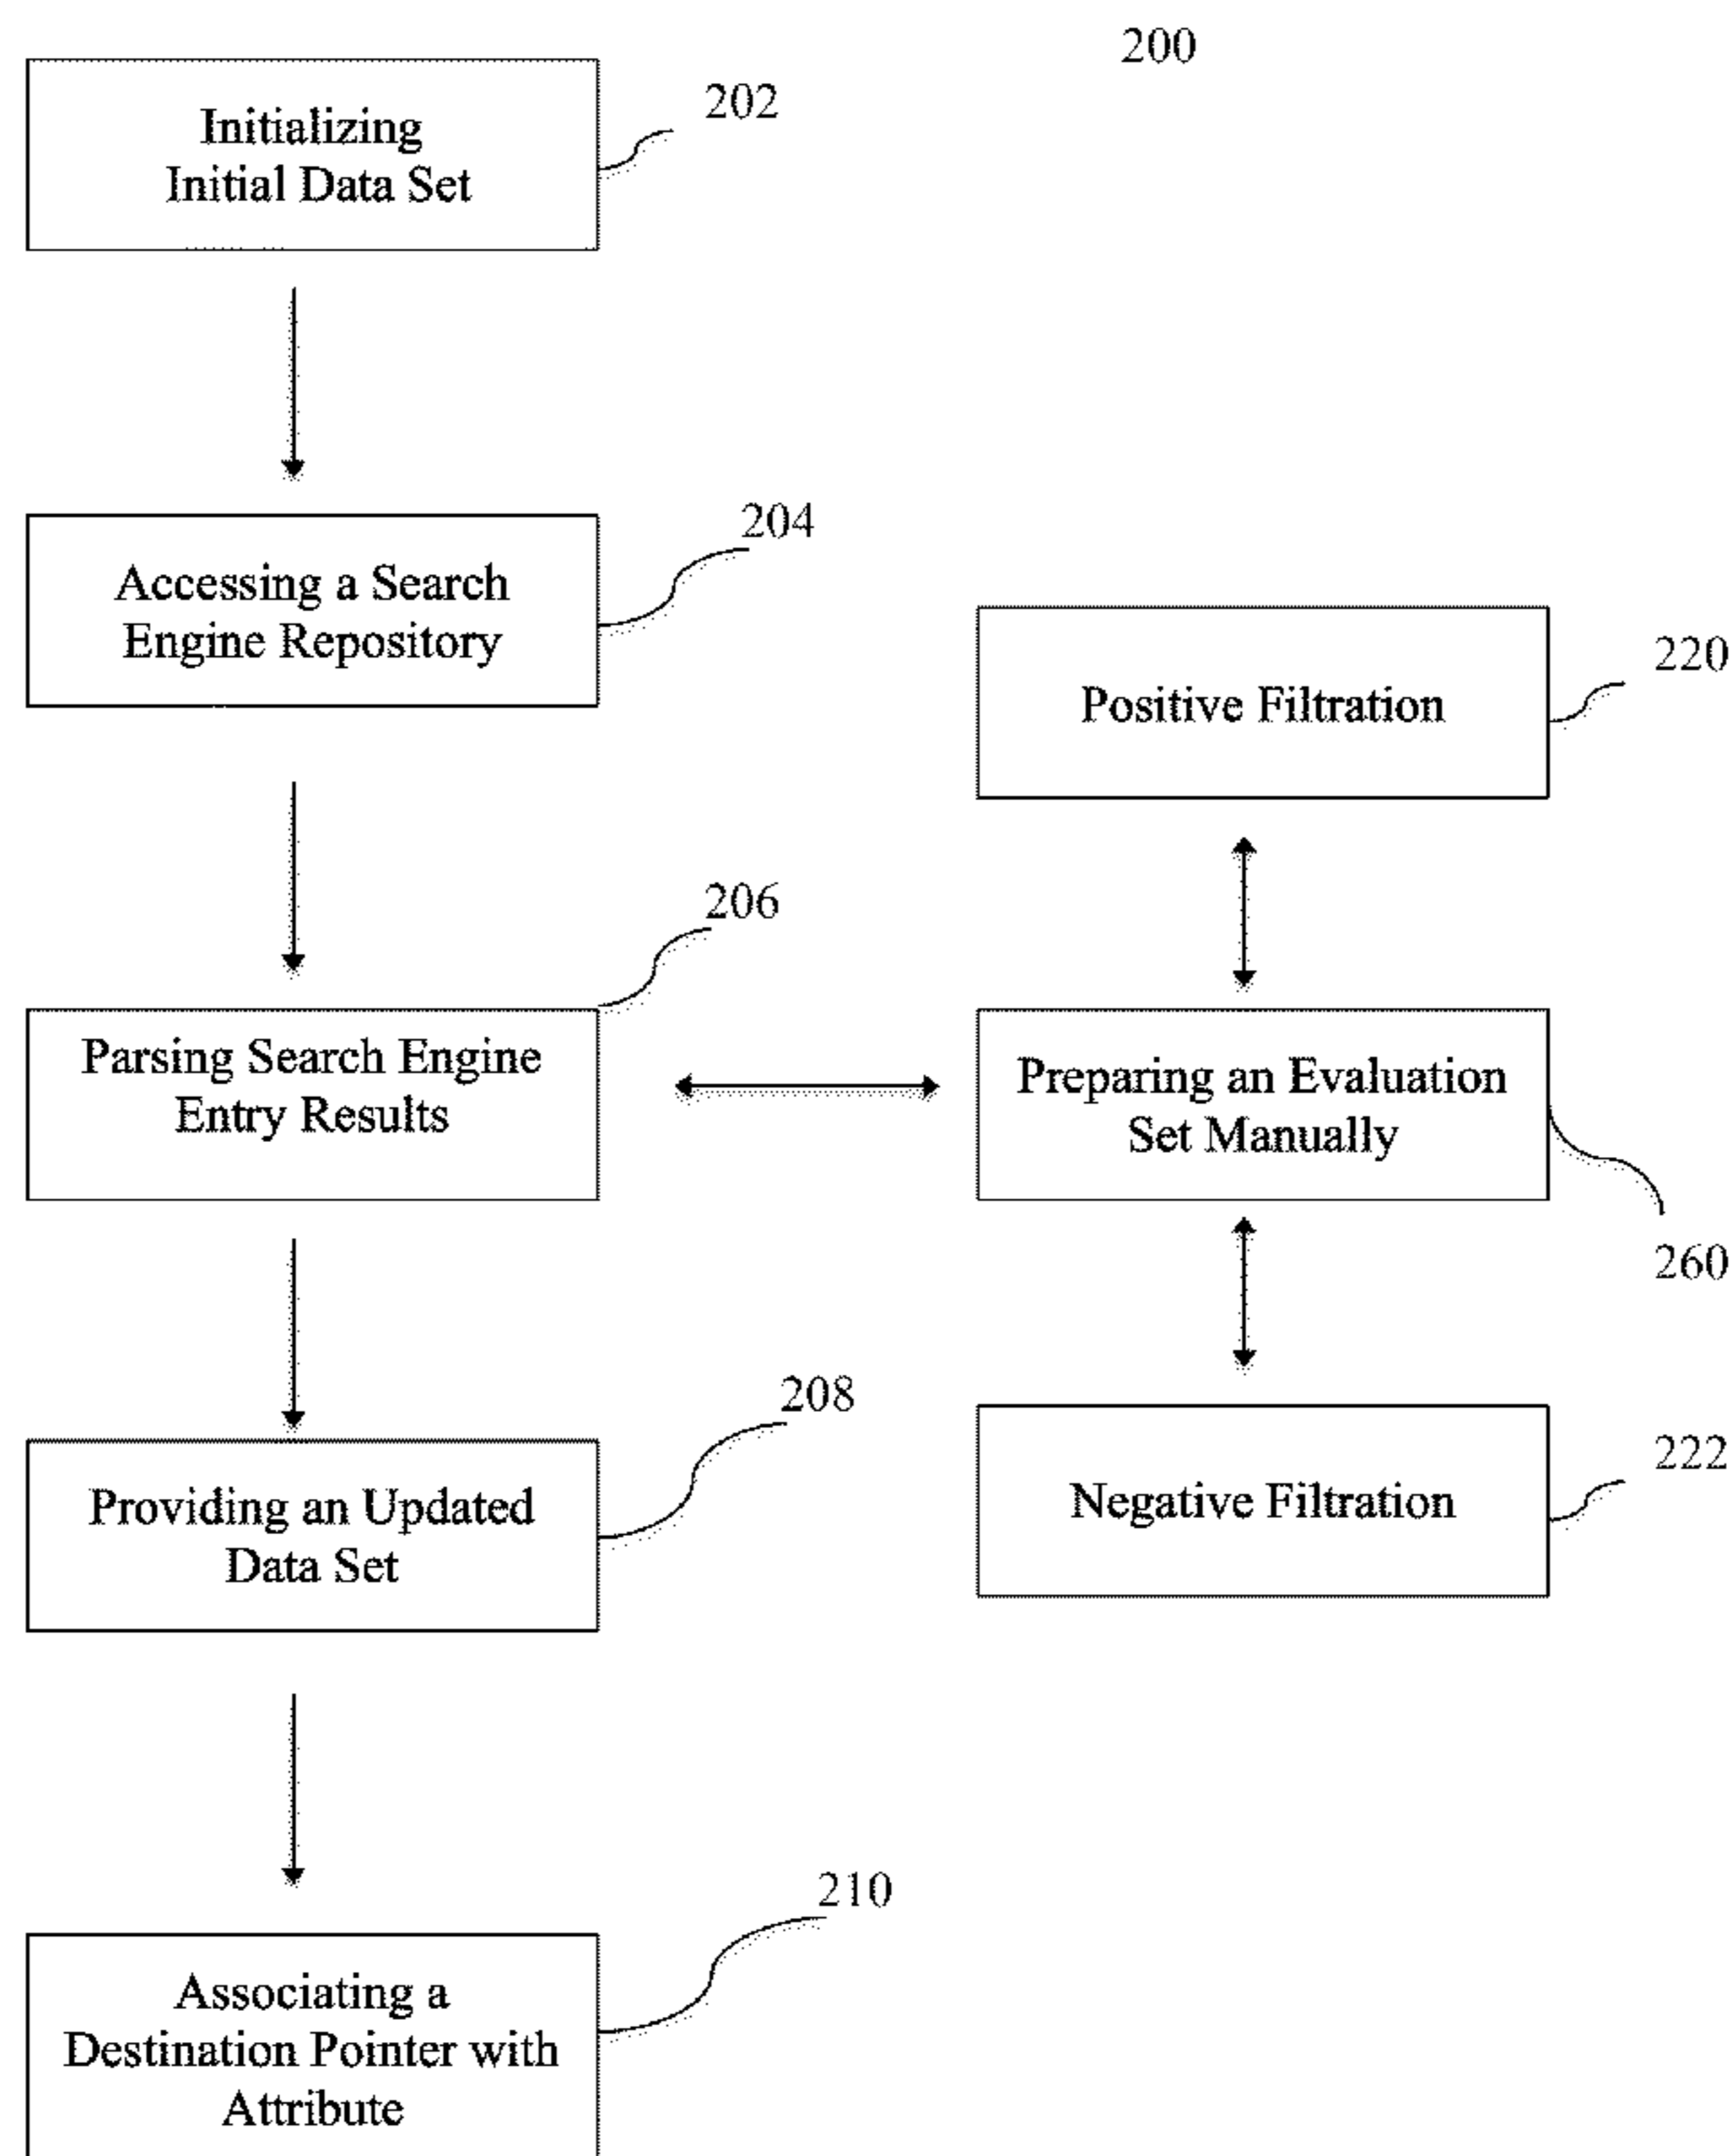 200
Initializing
Initial Data Set
202
Accessing a Search
Engine Repository
204
Positive Filtration
220
Parsing Search Engine
Entry Results
206
Preparing an Evaluation
Set Manually
260
Providing an Updated
Data Set
208
Negative Filtration
222
Associating a
Destination Pointer with
Attribute
210